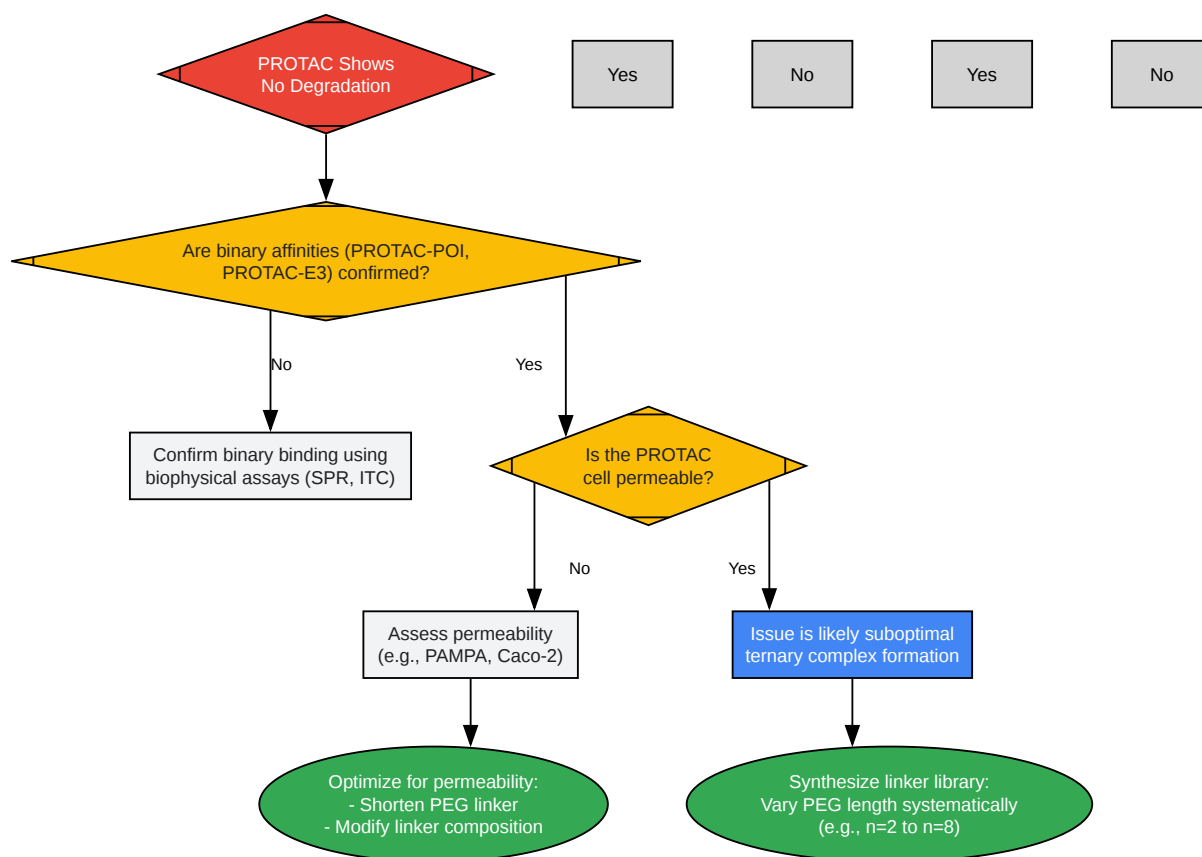 PROTAC Shows
No Degradation
Yes
No
Yes
No
Are binary affinities (PROTAC-POI,
PROTAC-E3) confirmed?
No
Yes
Confirm binary binding using
biophysical assays (SPR, ITC)
Is the PROTAC
cell permeable?
No
Yes
Assess permeability
(e.g., PAMPA, Caco-2)
Issue is likely suboptimal
ternary complex formation
Optimize for permeability:
- Shorten PEG linker
- Modify linker composition
Synthesize linker library:
Vary PEG length systematically
(e.g., n=2 to n=8)